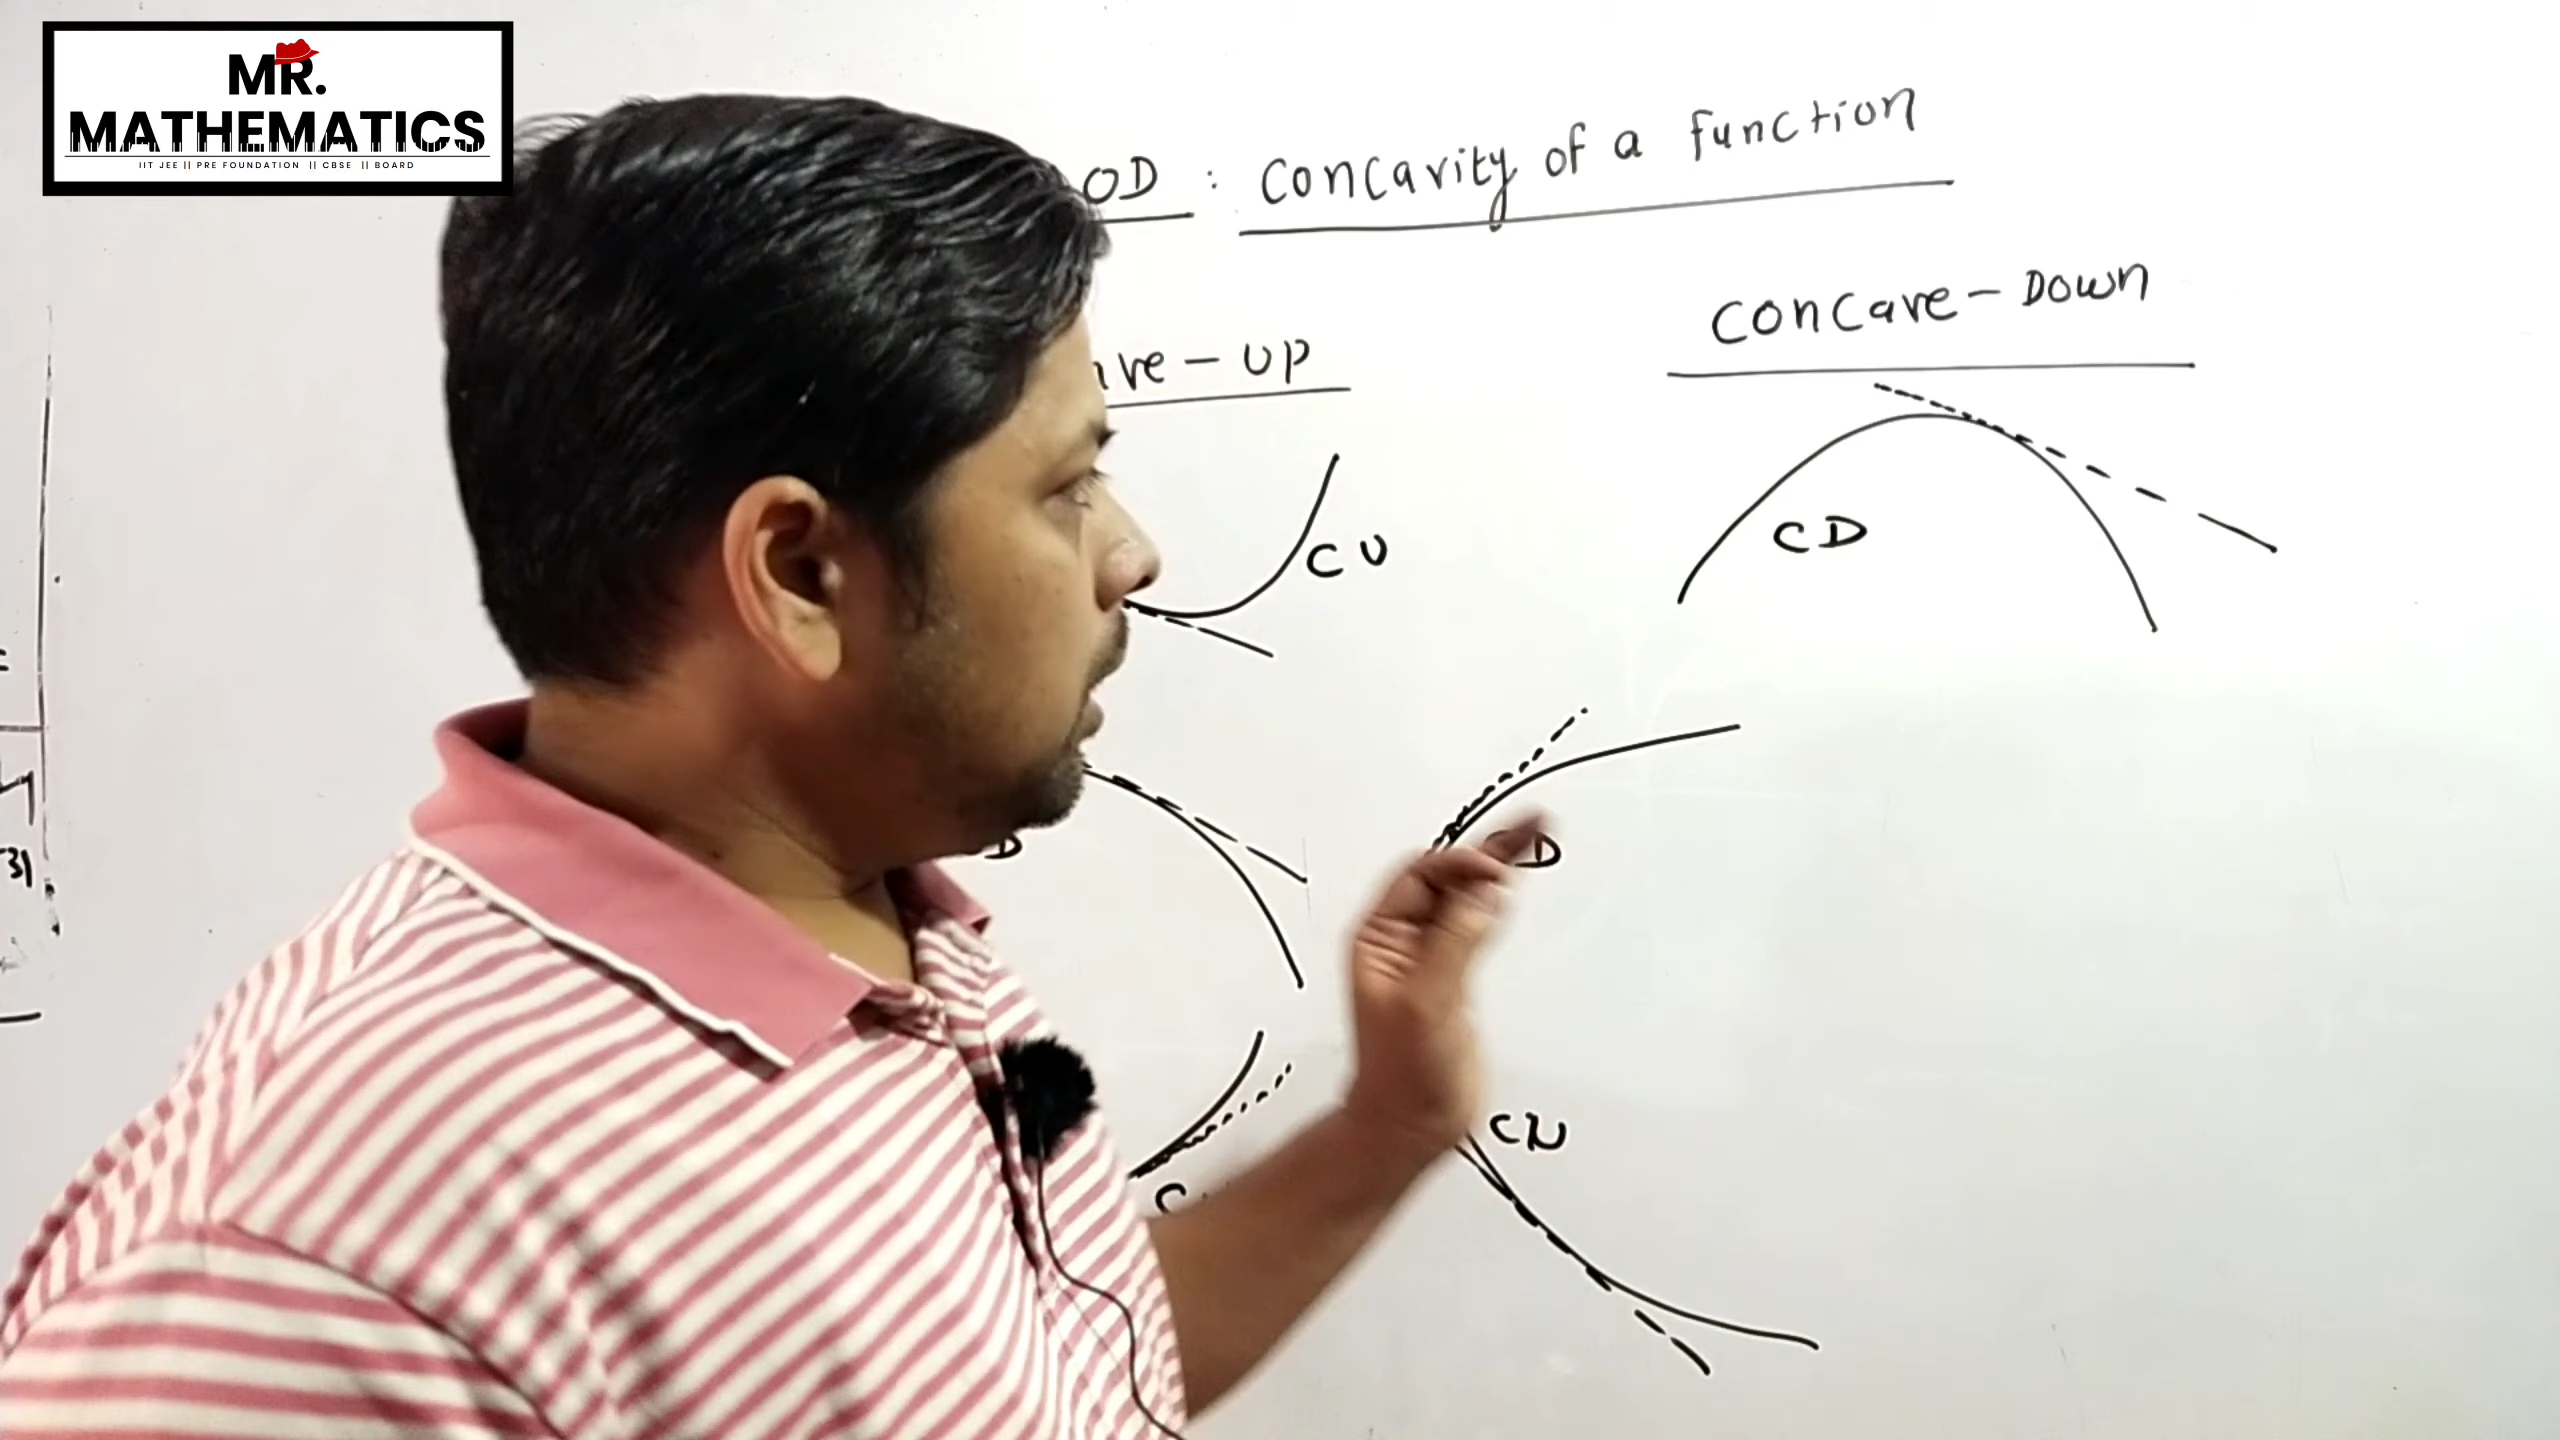 MR.
MATHEMATICS
IIT JEE || PRE FOUNDATION || CBSE || BOARD
OD : Concavity of a function
ve - UP
Concave - Down
CU
CD
D
D
CU
C
31